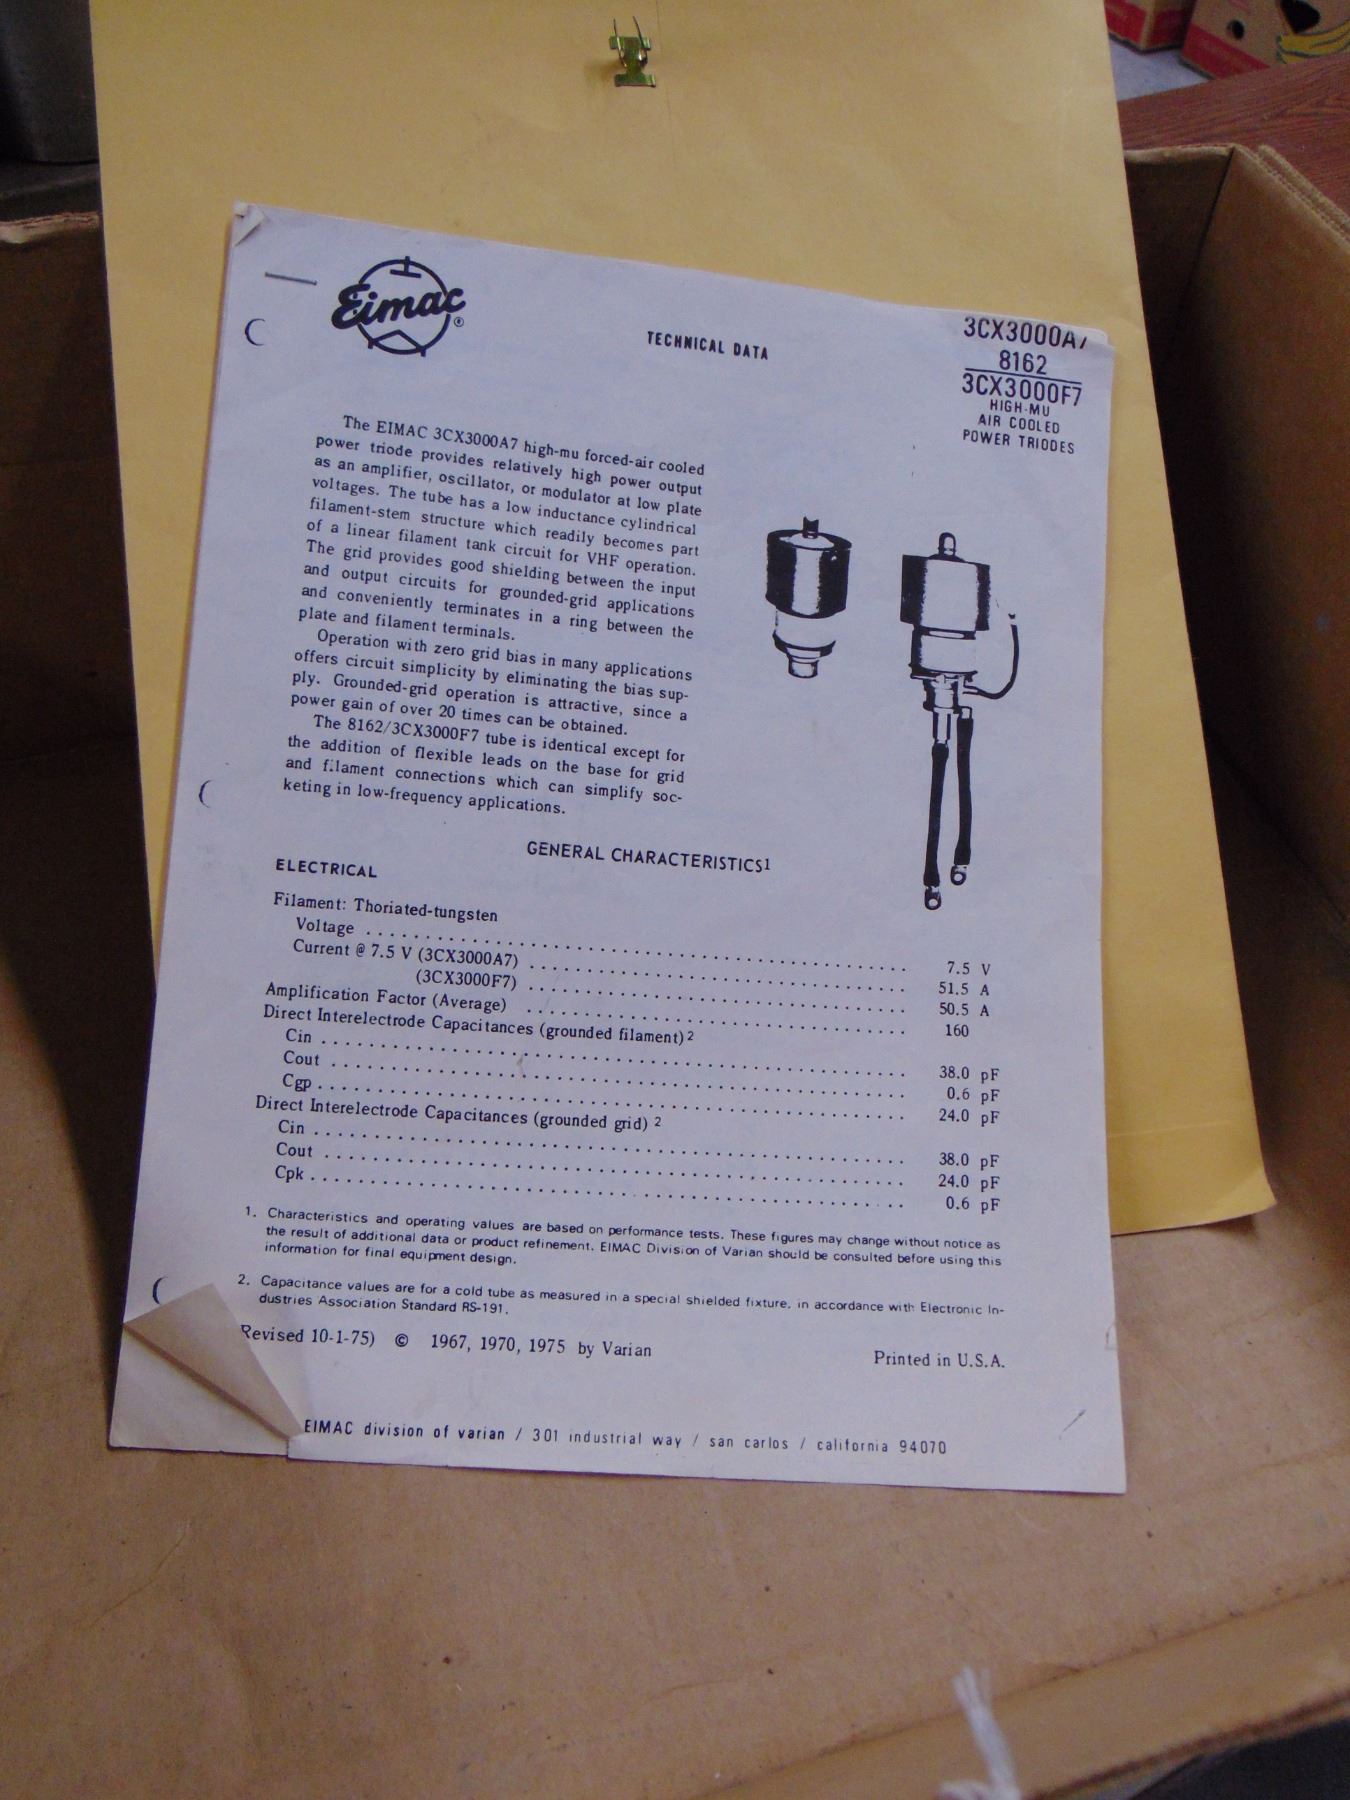 Eimac ®
TECHNICAL DATA
3CX3000A7
8162
3CX3000F7
HIGH-MU
AIR COOLED
POWER TRIODES
The EIMAC 3CX3000A7 high-mu forced-air cooled
power triode provides relatively high power output
as an amplifier, oscillator, or modulator at low plate
voltages. The tube has a low inductance cylindrical
filament-stem structure which readily becomes part
of a linear filament tank circuit for VHF operation.
The grid provides good shielding between the input
and output circuits for grounded-grid applications
and conveniently terminates in a ring between the
plate and filament terminals.
Operation with zero grid bias in many applications
offers circuit simplicity by eliminating the bias sup-
ply. Grounded-grid operation is attractive, since a
power gain of over 20 times can be obtained.
The 8162/3CX3000F7 tube is identical except for
the addition of flexible leads on the base for grid
and filament connections which can simplify soc-
keting in low-frequency applications.
GENERAL CHARACTERISTICS1
ELECTRICAL
Filament: Thoriated-tungsten
Voltage . . . . . . . . . . 7.5 V
Current @ 7.5 V (3CX3000A7) . . . . . . . . . . 51.5 A
(3CX3000F7) . . . . . . . . . . 50.5 A
Amplification Factor (Average) . . . . . . . . . . 160
Direct Interelectrode Capacitances (grounded filament) 2
Cin . . . . . . . . . . 38.0 pF
Cout . . . . . . . . . . 0.6 pF
Cgp . . . . . . . . . . 24.0 pF
Direct Interelectrode Capacitances (grounded grid) 2
Cin . . . . . . . . . . 38.0 pF
Cout . . . . . . . . . . 24.0 pF
Cpk . . . . . . . . . . 0.6 pF
1. Characteristics and operating values are based on performance tests. These figures may change without notice as
the result of additional data or product refinement. EIMAC Division of Varian should be consulted before using this
information for final equipment design.
2. Capacitance values are for a cold tube as measured in a special shielded fixture, in accordance with Electronic In-
dustries Association Standard RS-191.
Revised 10-1-75) © 1967, 1970, 1975 by Varian
Printed in U.S.A.
EIMAC division of varian / 301 industrial way / san carlos / california 94070